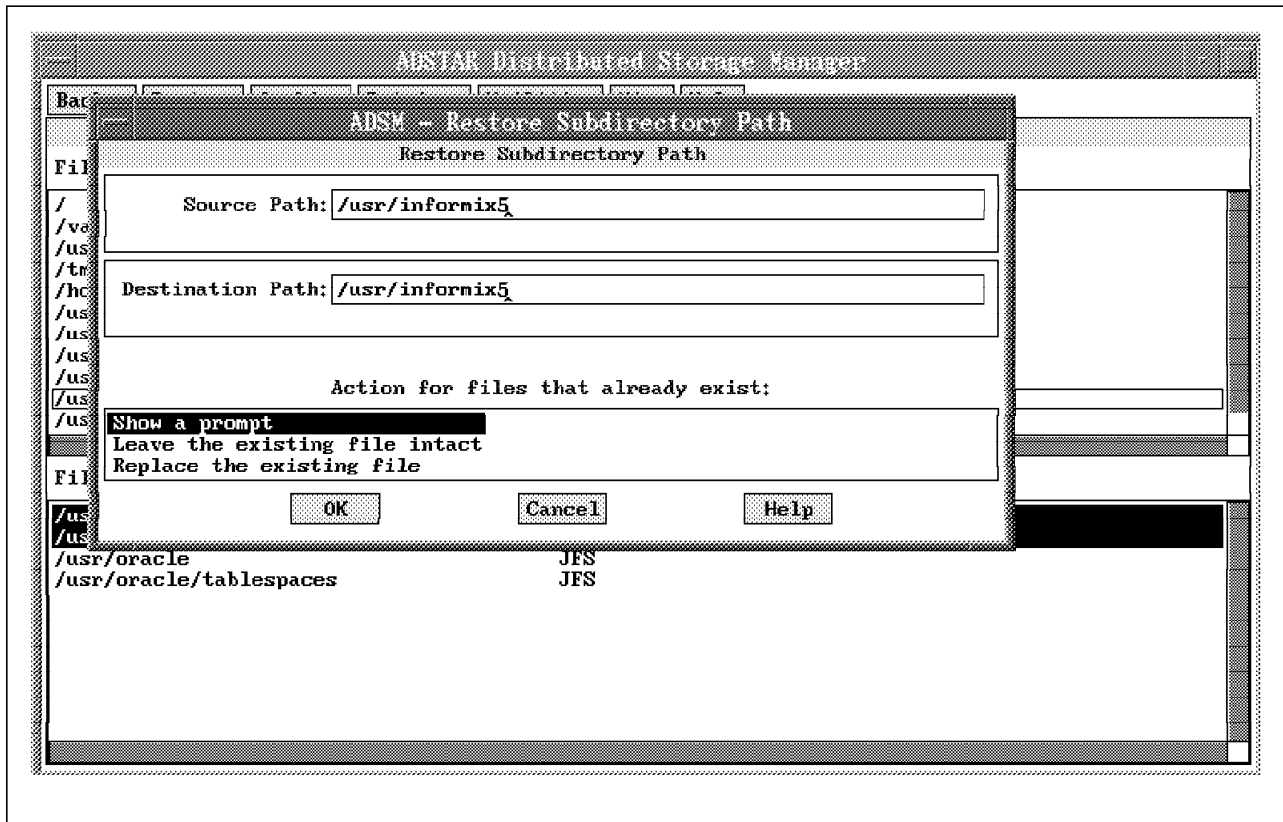 ADSTAR Distributed Storage Manager
ADSM - Restore Subdirectory Path
Restore Subdirectory Path
Source Path: /usr/informix5
Destination Path: /usr/informix5
Action for files that already exist:
Show a prompt
Leave the existing file intact
Replace the existing file
OK Cancel Help
/
/usr/oracle JFS
/usr/oracle/tablespaces JFS